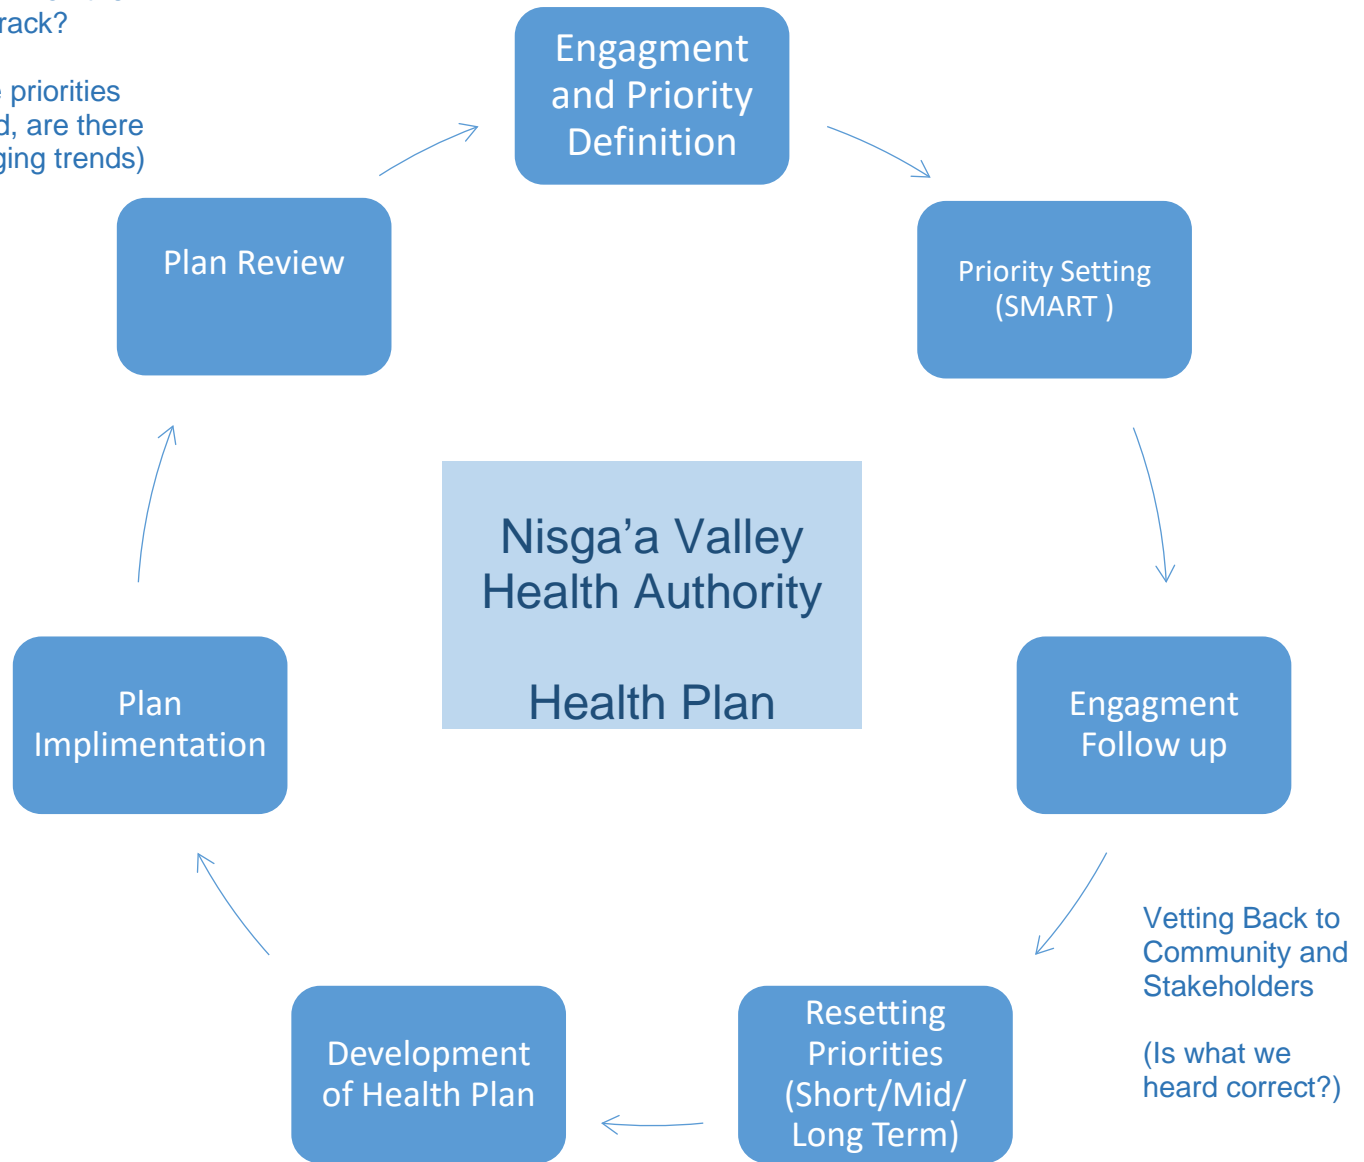 rack?
priorities
, are there
ging trends)
Engagment
and Priority
Definition
Priority Setting
(SMART )
Engagment
Follow up
Vetting Back to
Community and
Stakeholders
(Is what we
heard correct?)
Resetting
Priorities
(Short/Mid/
Long Term)
Development
of Health Plan
Plan
Implimentation
Plan Review
Nisga’a Valley
Health Authority
Health Plan